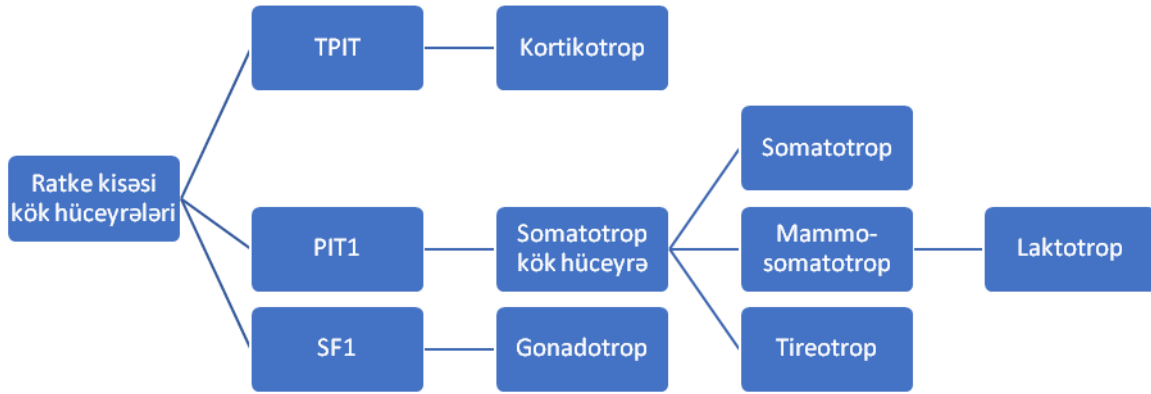 TPIT
Kortikotrop
Ratke kisəsi
kök hüceyrələri
PIT1
Somatotrop
kök hüceyrə
Somatotrop
Mammo-
somatotrop
Laktotrop
Tireotrop
SF1
Gonadotrop